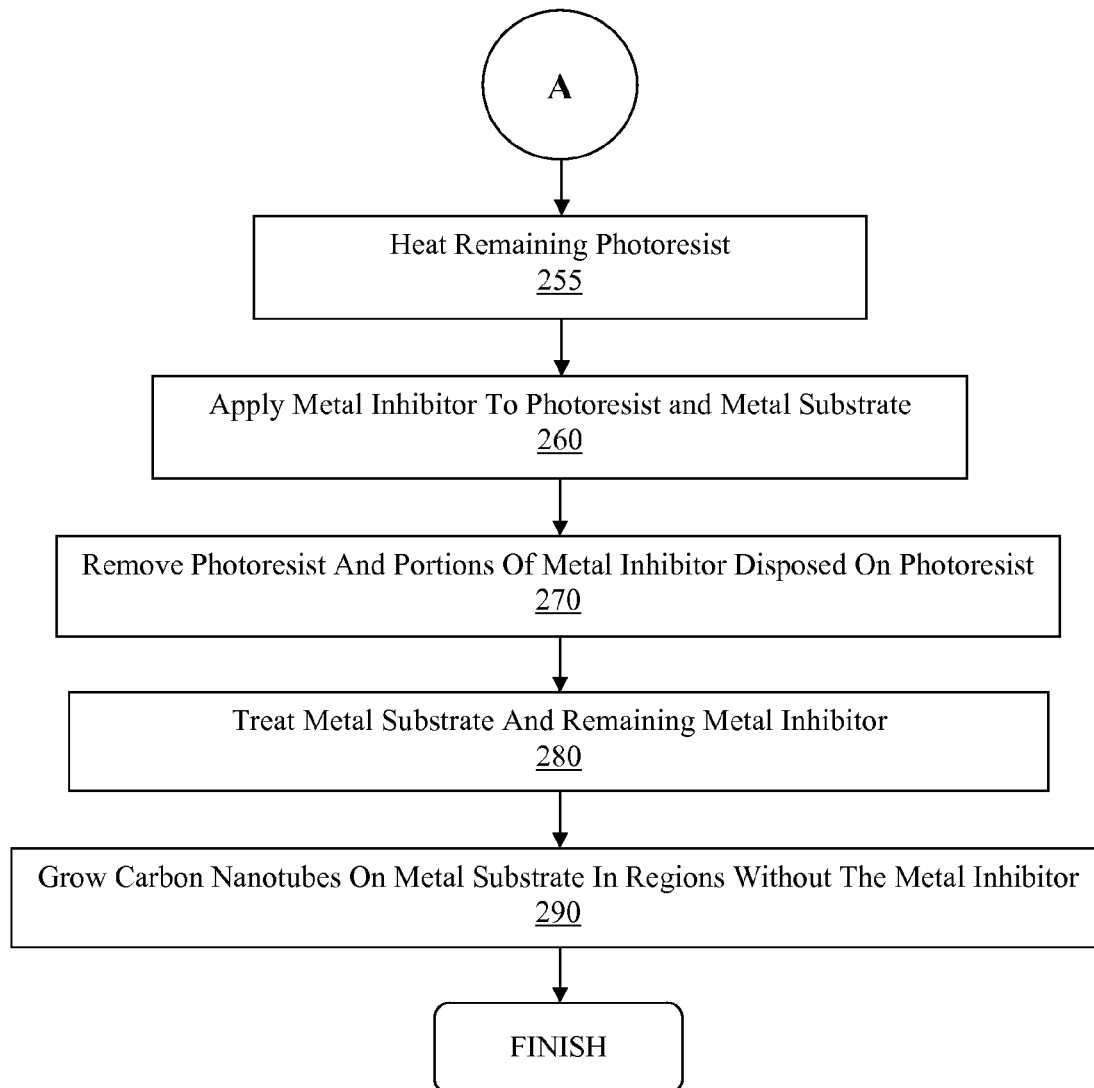 A
Heat Remaining Photoresist
255
Apply Metal Inhibitor To Photoresist and Metal Substrate
260
Remove Photoresist And Portions Of Metal Inhibitor Disposed On Photoresist
270
Treat Metal Substrate And Remaining Metal Inhibitor
280
Grow Carbon Nanotubes On Metal Substrate In Regions Without The Metal Inhibitor
290
FINISH